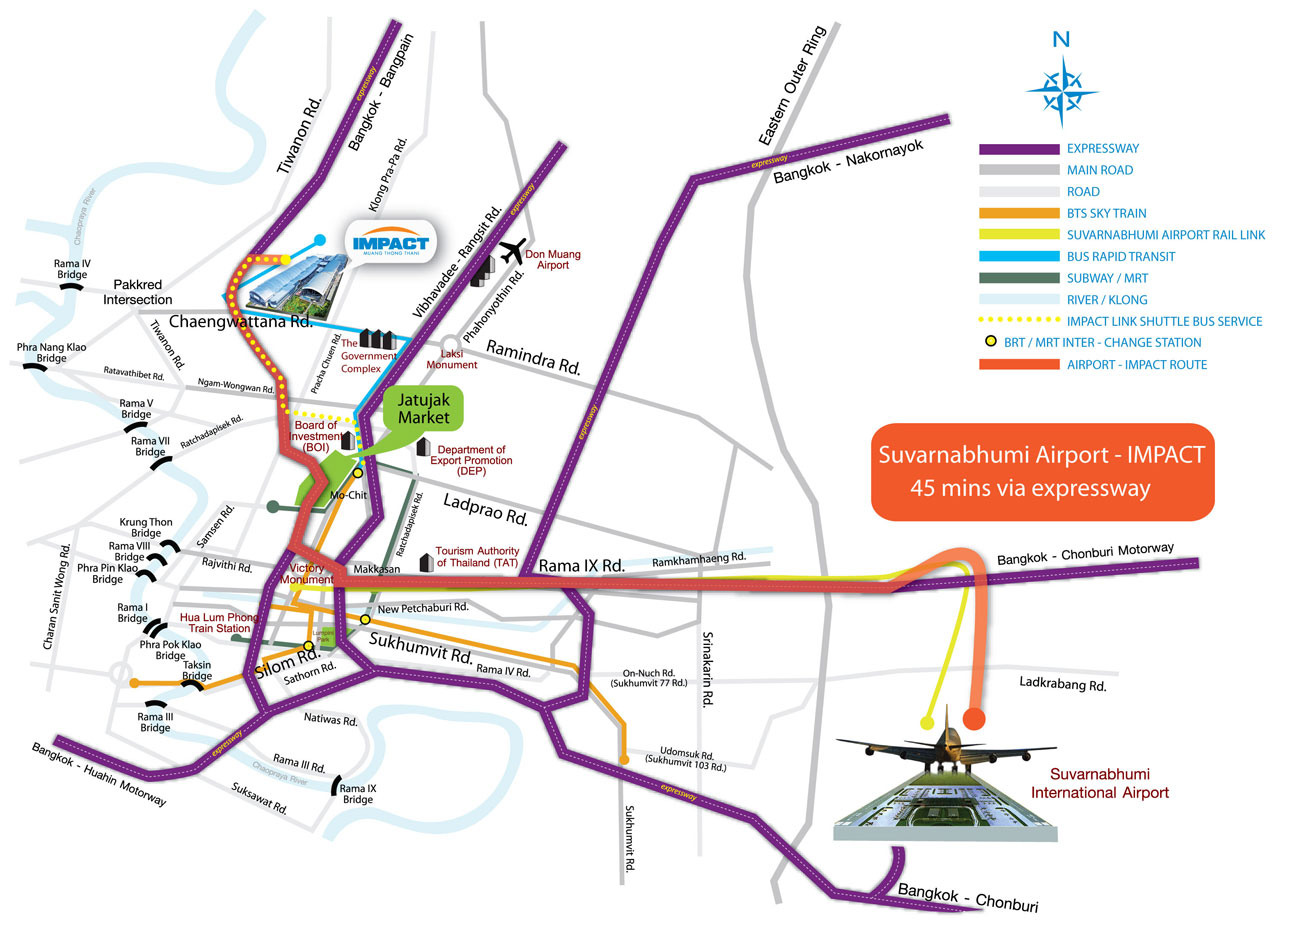 N
EXPRESSWAY
MAIN ROAD
ROAD
BTS SKY TRAIN
SUVARNABHUMI AIRPORT RAIL LINK
BUS RAPID TRANSIT
SUBWAY / MRT
RIVER / KLONG
IMPACT LINK SHUTTLE BUS SERVICE
BRT / MRT INTER - CHANGE STATION
AIRPORT - IMPACT ROUTE
Suvarnabhumi Airport - IMPACT
45 mins via expressway
Tiwanon Rd.
expressway
Bangkok - Bangpain
Klong Pra-Pa Rd.
Eastern Outer Ring
expressway
Bangkok - Nakornayok
Chaopraya River
IMPACT
MUANG THONG THANI
Vibhavadee - Rangsit Rd.
expressway
Don Muang
Airport
Phahonyothin Rd.
Rama IV
Bridge
Pakkred
Intersection
Chaengwattana Rd.
Tiwanon Rd.
Pracha Chuen Rd.
The
Government
Complex
Laksi
Monument
Ramindra Rd.
Phra Nang Klao
Bridge
Ratavathibet Rd.
Ngam-Wongwan Rd.
Jatujak
Market
expressway
Rama V
Bridge
Rama VII
Bridge
Ratchadapisek Rd.
Board of
Investment
(BOI)
Department of
Export Promotion
(DEP)
Mo-Chit
Ratchadapisek Rd.
Ladprao Rd.
Samsen Rd.
Krung Thon
Bridge
Rama VIII
Bridge
Phra Pin Klao
Bridge
Rajvithi Rd.
Charan Sanit Wong Rd.
Victory
Monument
Makkasan
Tourism Authority
of Thailand (TAT)
Rama IX Rd.
Ramkhamhaeng Rd.
Bangkok - Chonburi Motorway
Rama I
Bridge
Hua Lum Phong
Train Station
New Petchaburi Rd.
Lumpini
Park
Phra Pok Klao
Bridge
Taksin
Bridge
Silom Rd.
Sathorn Rd.
Sukhumvit Rd.
Rama IV Rd.
On-Nuch Rd.
(Sukhumvit 77 Rd.)
Srinakarin Rd.
Ladkrabang Rd.
Rama III
Bridge
Natiwas Rd.
expressway
Bangkok - Huahin Motorway
Rama III Rd.
Chaopraya River
Suksawat Rd.
Rama IX
Bridge
Udomsuk Rd.
(Sukhumvit 103 Rd.)
expressway
Sukhumvit Rd.
Suvarnabhumi
International Airport
Bangkok - Chonburi